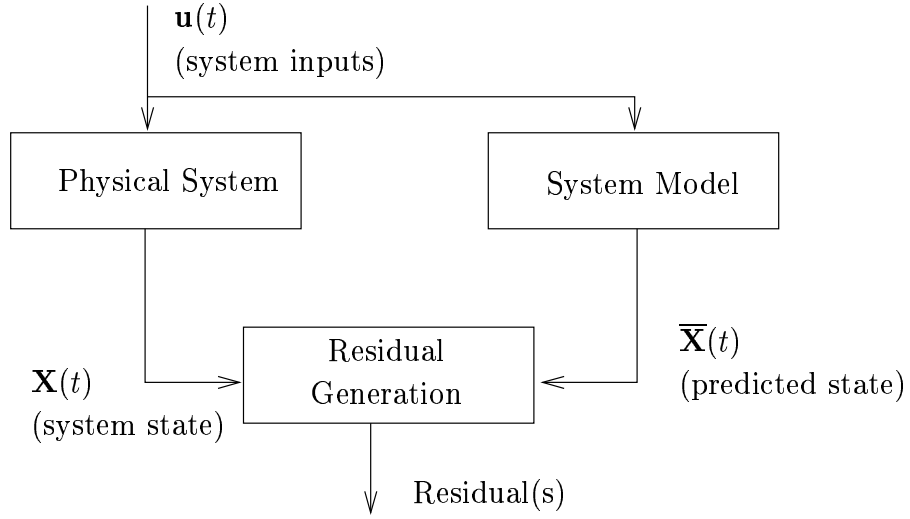 u(t)
(system inputs)
Physical System
System Model
Residual
Generation
X(t)
(system state)
X̅(t)
(predicted state)
Residual(s)